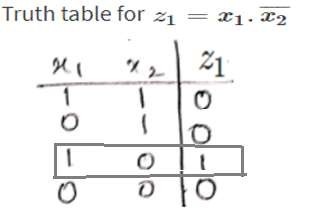 Truth table for z₁ = x₁. x̅₂
x₁ x₂ z₁
1 1 0
0 1 0
1 0 1
0 0 0